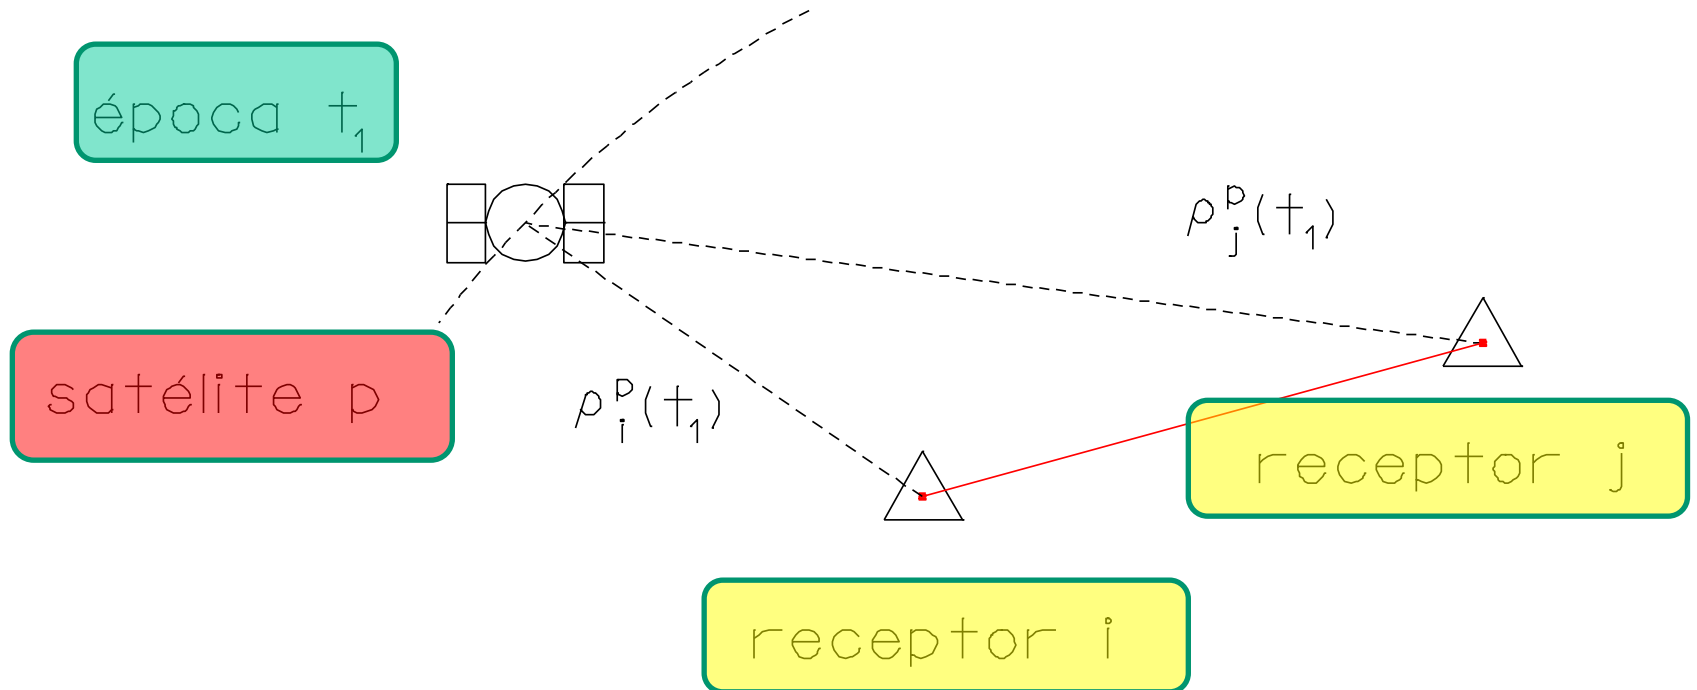 época t₁
ρⱼᵖ(t₁)
satélite p
ρᵢᵖ(t₁)
receptor j
receptor i